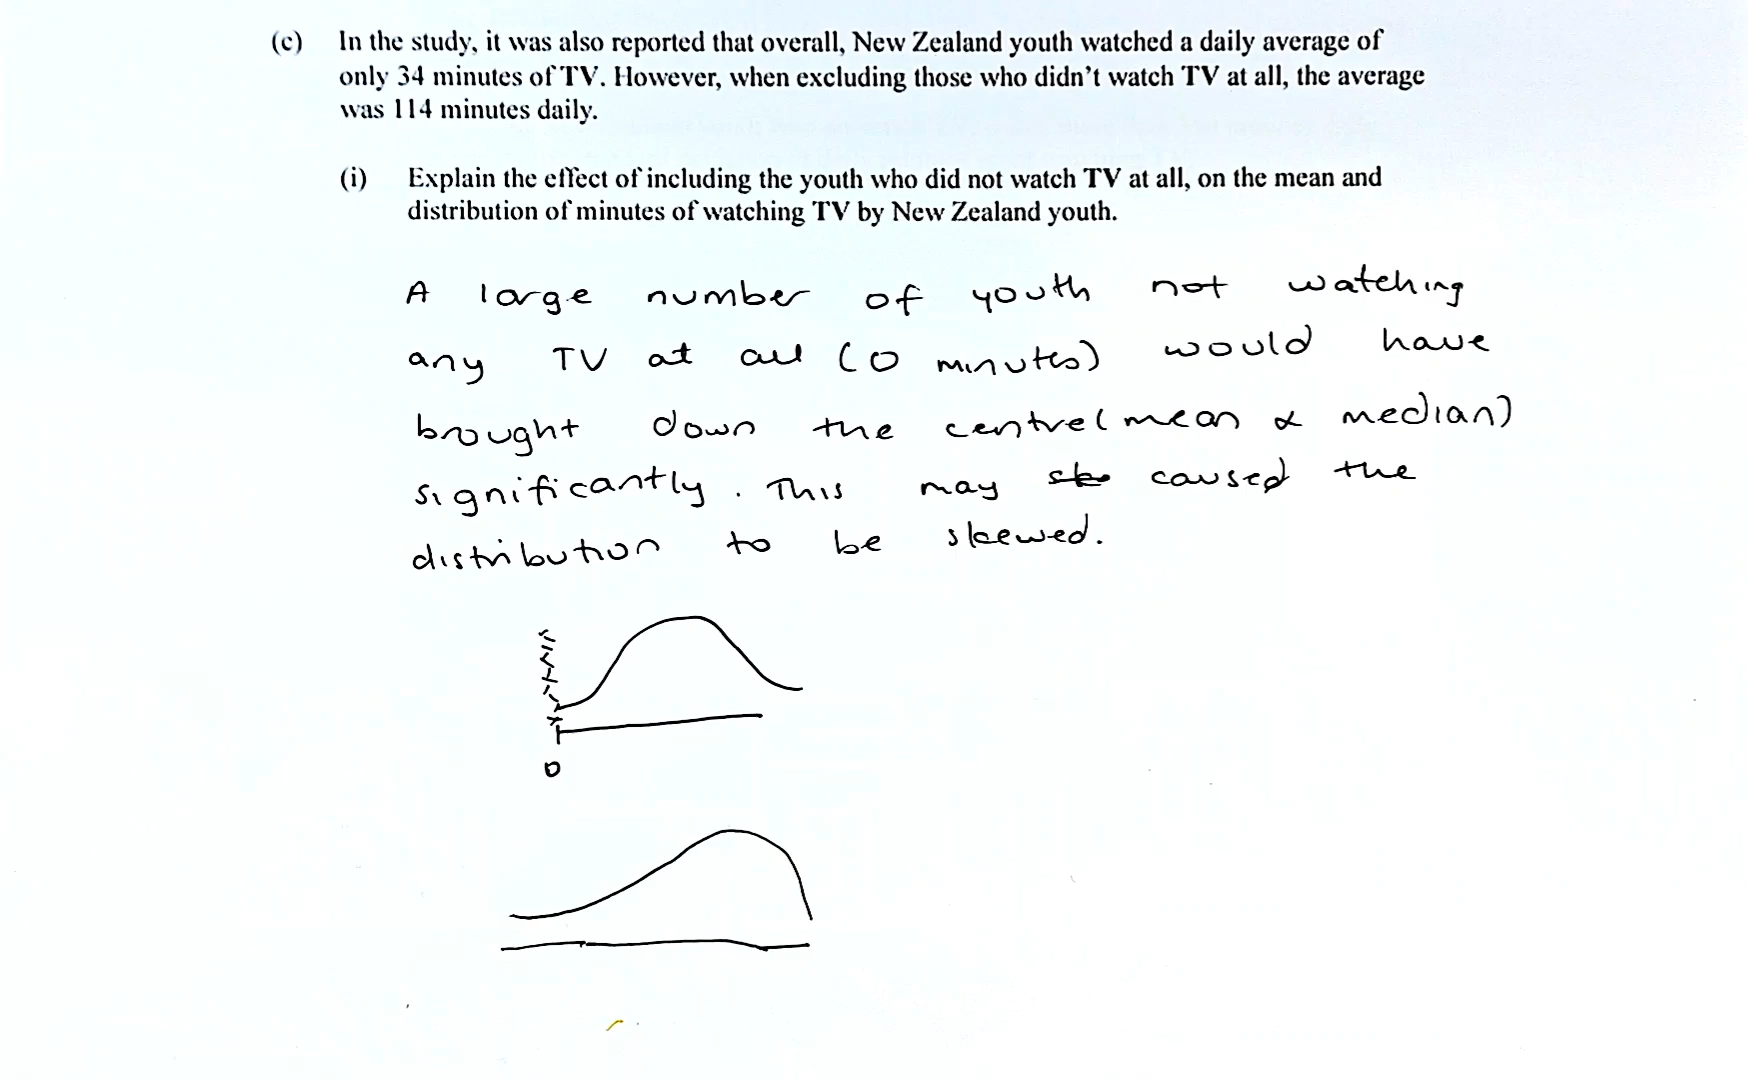 (c) In the study, it was also reported that overall, New Zealand youth watched a daily average of
only 34 minutes of TV. However, when excluding those who didn't watch TV at all, the average
was 114 minutes daily.
(i) Explain the effect of including the youth who did not watch TV at all, on the mean and
distribution of minutes of watching TV by New Zealand youth.
A large number of youth not watching
any TV at all (0 minutes) would have
brought down the centre (mean & median)
significantly. This may caused the
distribution to be skewed.
0